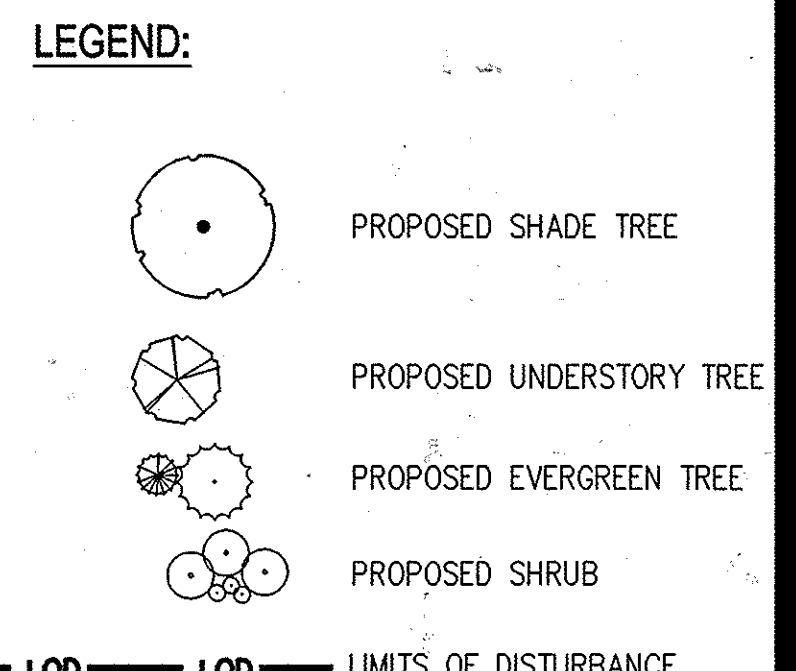 LEGEND:
PROPOSED SHADE TREE
PROPOSED UNDERSTORY TREE
PROPOSED EVERGREEN TREE
PROPOSED SHRUB
LOD LOD LIMITS OF DISTURBANCE